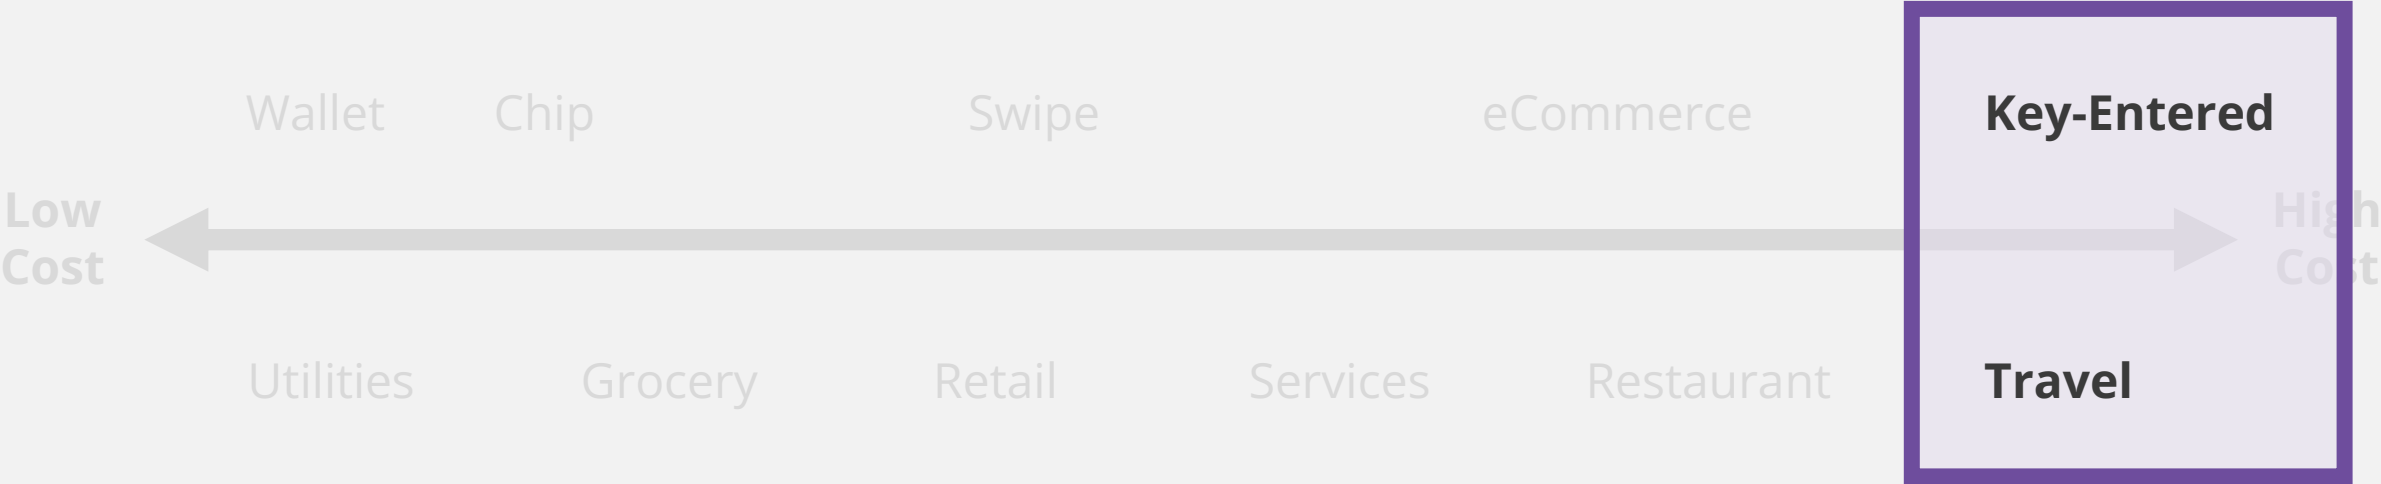 Wallet Chip Swipe eCommerce Key-Entered
Low Cost
High Cost
Utilities Grocery Retail Services Restaurant Travel